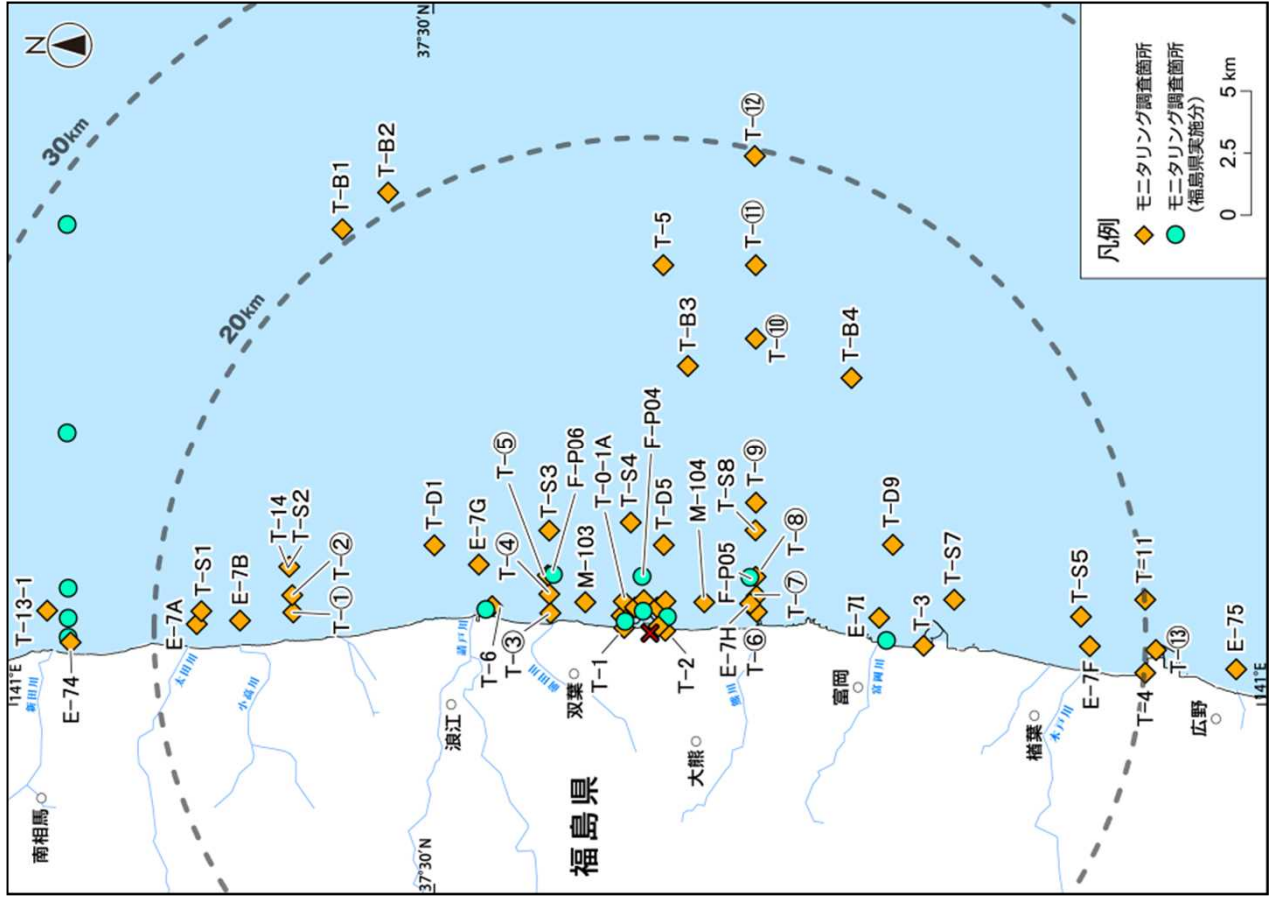 N
30km
20km
37°30′N
37°30′N
141°E
141°E
南相馬
浪江
双葉
大熊
富岡
楢葉
広野
福島県
新田川
太田川
小高川
請戸川
前田川
熊川
富岡川
木戸川
T-13-1
E-74
E-7A
T-S1
E-7B
T-14
T-S2
T-①
T-②
T-B1
T-B2
T-D1
E-7G
T-6
T-③
T-④
T-⑤
T-S3
F-P06
M-103
T-1
T-0-1A
T-S4
F-P04
T-D5
T-2
M-104
T-5
T-B3
E-7H
F-P05
T-⑥
T-⑦
T-S8
T-⑧
T-⑨
T-⑩
T-⑪
T-⑫
T-B4
E-7I
T-D9
T-3
T-S7
T-S5
E-7F
T-4
T-11
T-⑬
E-75
凡例
モニタリング調査箇所
モニタリング調査箇所
(福島県実施分)
0 2.5 5 km